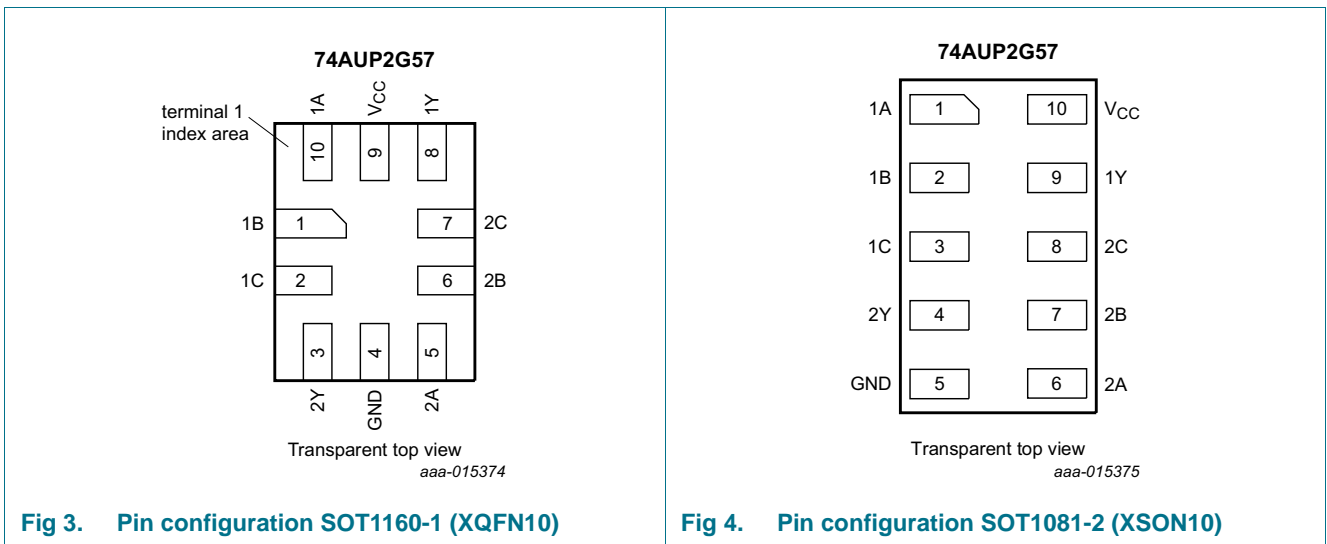 74AUP2G57
terminal 1
index area
1A VCC 1Y
10 9 8
1B 1 7 2C
1C 2 6 2B
3 4 5
2Y GND 2A
Transparent top view
aaa-015374
Fig 3. Pin configuration SOT1160-1 (XQFN10)
74AUP2G57
1A 1 10 VCC
1B 2 9 1Y
1C 3 8 2C
2Y 4 7 2B
GND 5 6 2A
Transparent top view
aaa-015375
Fig 4. Pin configuration SOT1081-2 (XSON10)